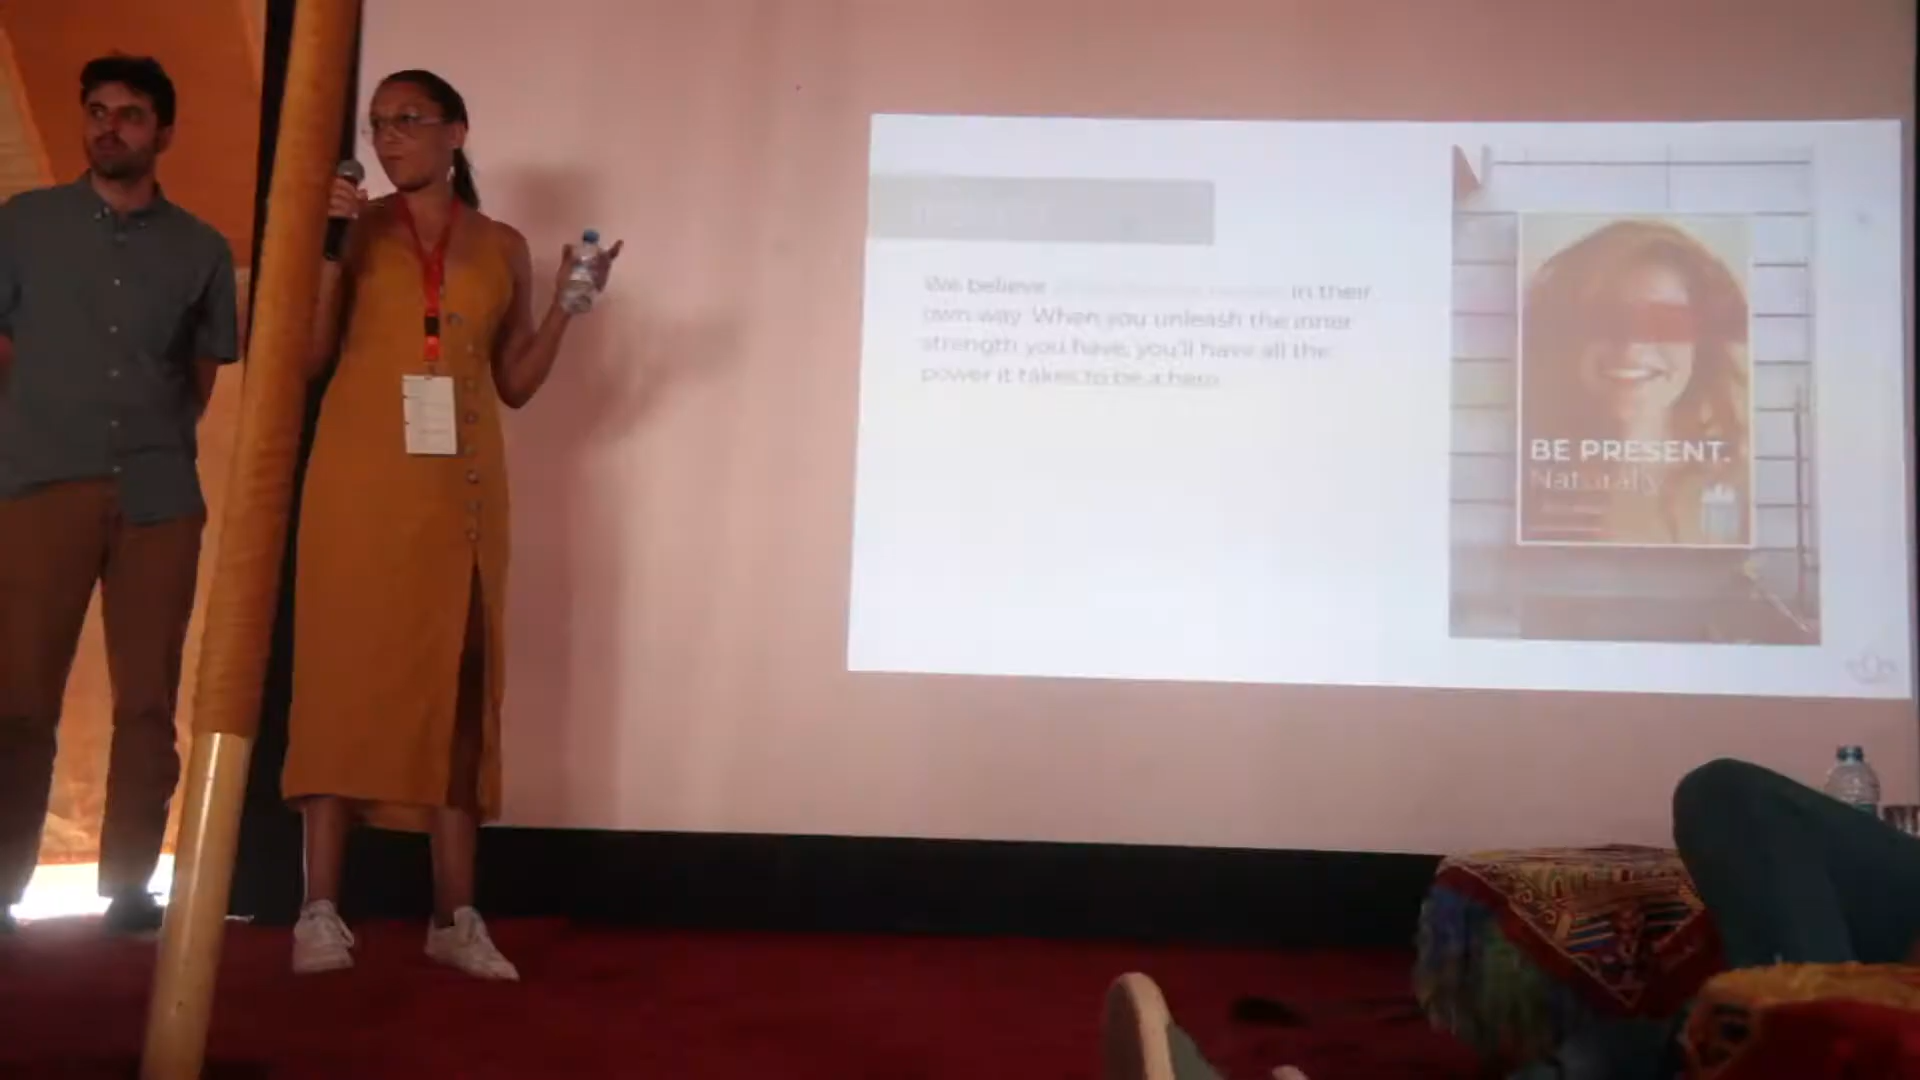 We believe in their
own way. When you unleash the inner
strength you have, you'll have all the
power it takes to be a hero.
BE PRESENT.
Naturally